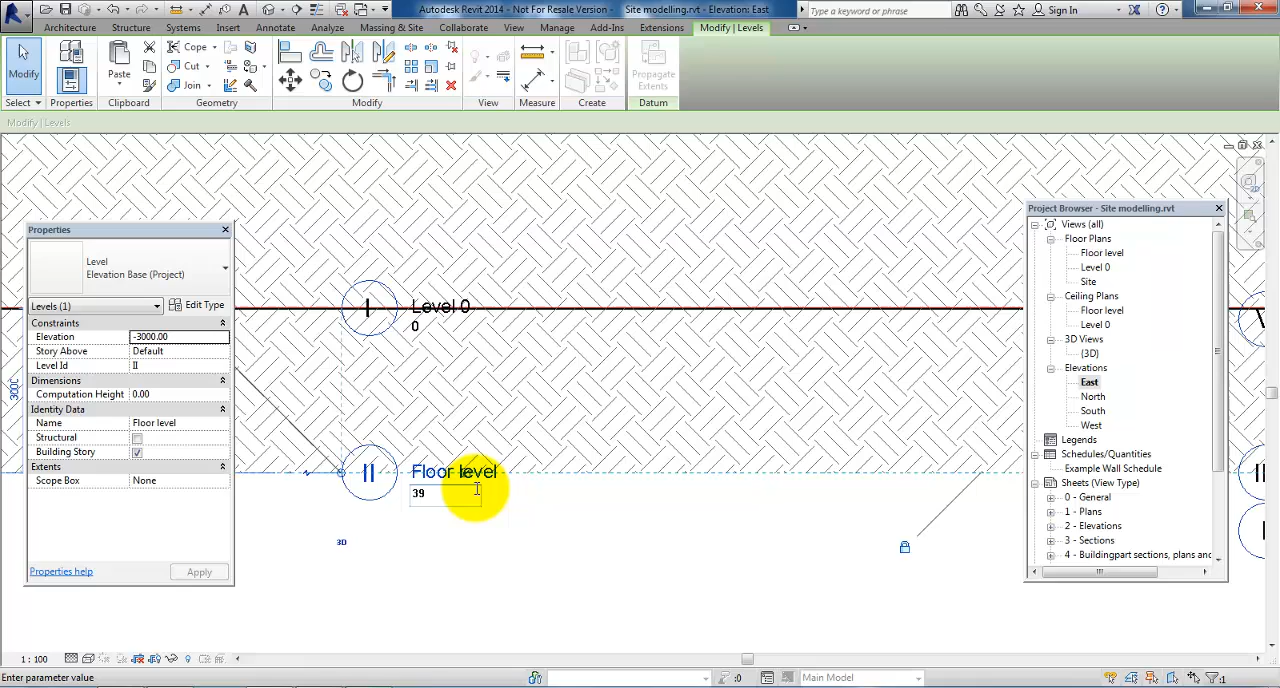 Autodesk Revit 2014 - Not For Resale Version - Site modelling.rvt - Elevation: East
Type a keyword or phrase
Sign In
Architecture Structure Systems Insert Annotate Analyze Massing & Site Collaborate View Manage Add-Ins Extensions Modify | Levels
Modify
Paste
Cope
Cut
Join
Propagate
Extents
Select Properties Clipboard Geometry Modify View Measure Create Datum
Modify | Levels
Properties
Level
Elevation Base (Project)
Levels (1)
Edit Type
Constraints
Elevation -3000.00
Story Above Default
Level Id II
Dimensions
Computation Height 0.00
Identity Data
Name Floor level
Structural
Building Story
Extents
Scope Box None
Properties help
Apply
3000
I
Level 0
0
II
Floor level
39
3D
Project Browser - Site modelling.rvt
Views (all)
Floor Plans
Floor level
Level 0
Site
Ceiling Plans
Floor level
Level 0
3D Views
{3D}
Elevations
East
North
South
West
Legends
Schedules/Quantities
Example Wall Schedule
Sheets (View Type)
0 - General
1 - Plans
2 - Elevations
3 - Sections
4 - Buildingpart sections, plans and
1 : 100
Enter parameter value
:0
Main Model
:1